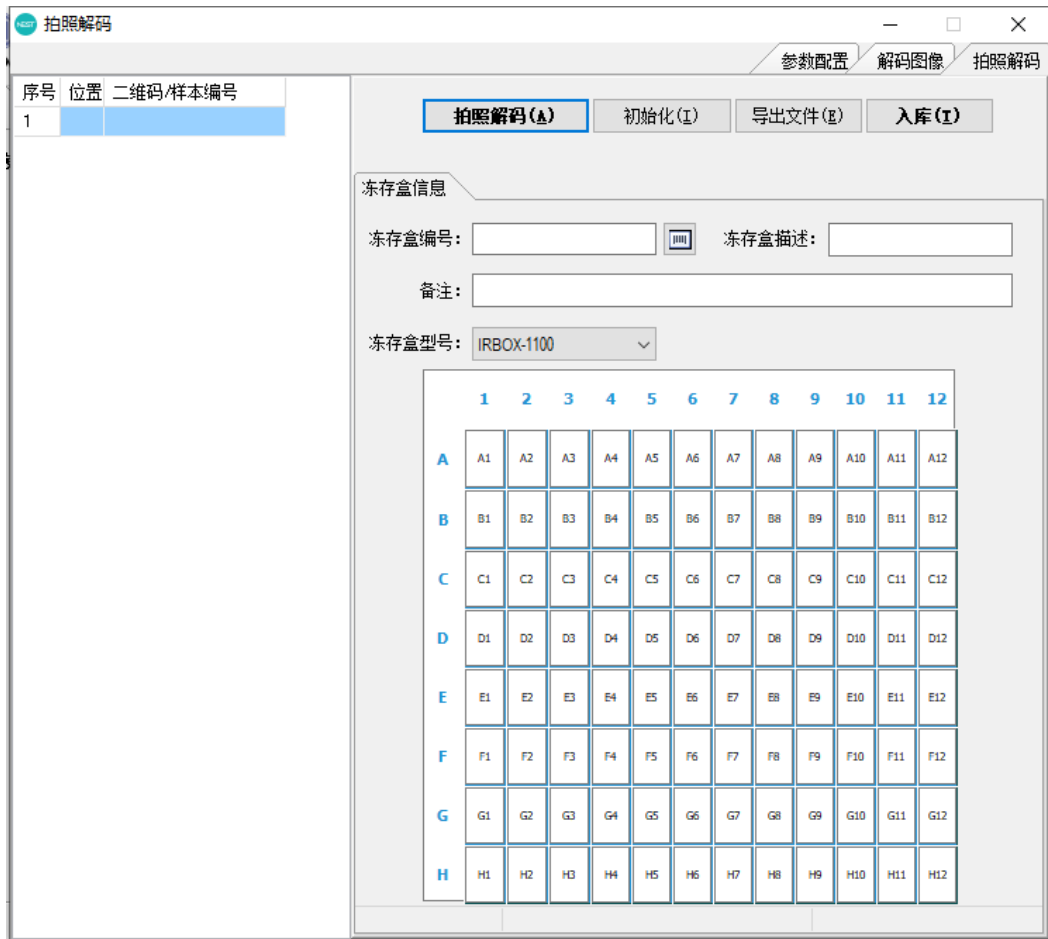 NEST 拍照解码
参数配置 解码图像 拍照解码
序号 位置 二维码/样本编号
1
拍照解码(A) 初始化(I) 导出文件(E) 入库(T)
冻存盒信息
冻存盒编号: 冻存盒描述:
备注:
冻存盒型号: IRBOX-1100
1 2 3 4 5 6 7 8 9 10 11 12
A A1 A2 A3 A4 A5 A6 A7 A8 A9 A10 A11 A12
B B1 B2 B3 B4 B5 B6 B7 B8 B9 B10 B11 B12
C C1 C2 C3 C4 C5 C6 C7 C8 C9 C10 C11 C12
D D1 D2 D3 D4 D5 D6 D7 D8 D9 D10 D11 D12
E E1 E2 E3 E4 E5 E6 E7 E8 E9 E10 E11 E12
F F1 F2 F3 F4 F5 F6 F7 F8 F9 F10 F11 F12
G G1 G2 G3 G4 G5 G6 G7 G8 G9 G10 G11 G12
H H1 H2 H3 H4 H5 H6 H7 H8 H9 H10 H11 H12